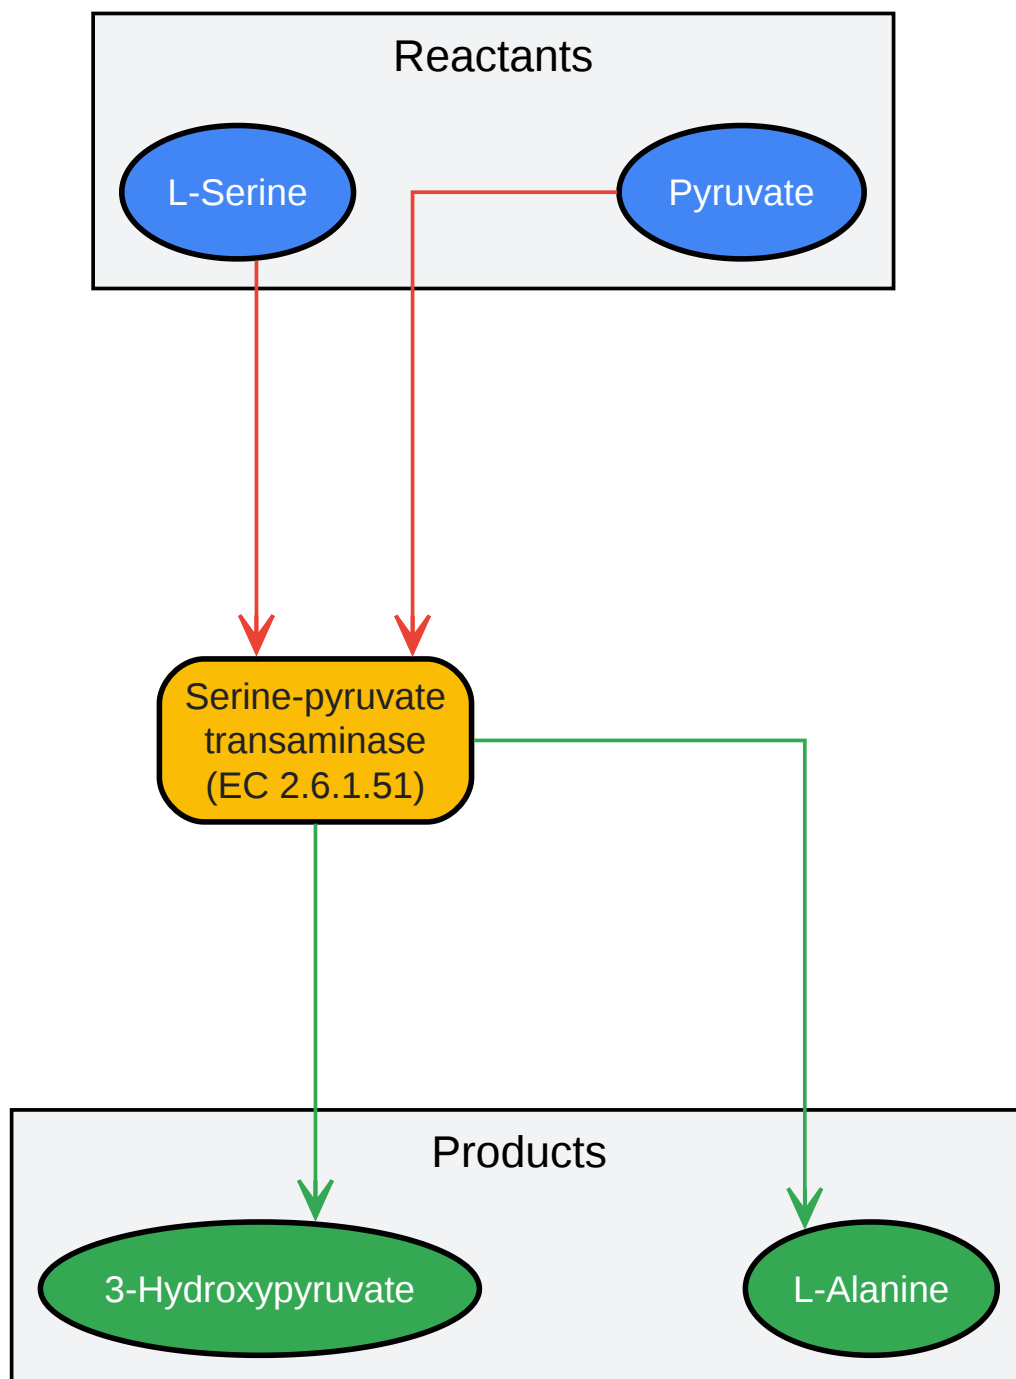 Reactants
L-Serine
Pyruvate
Serine-pyruvate
transaminase
(EC 2.6.1.51)
Products
3-Hydroxypyruvate
L-Alanine